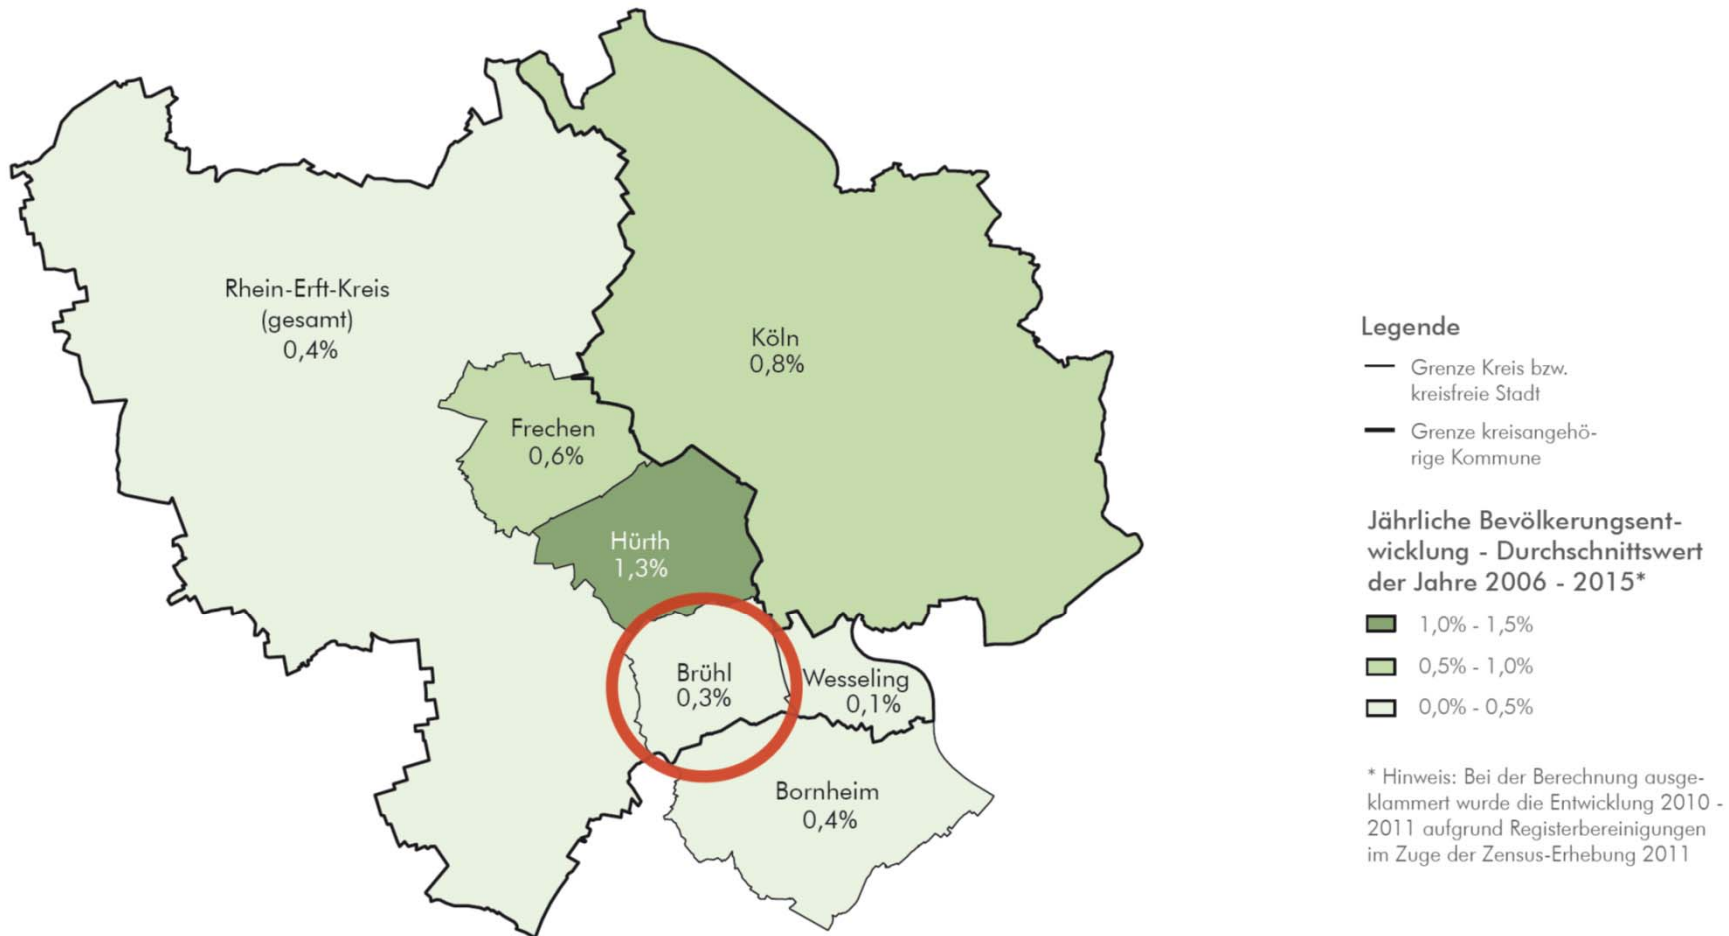 Rhein-Erft-Kreis
(gesamt)
0,4%
Köln
0,8%
Frechen
0,6%
Hürth
1,3%
Brühl
0,3%
Wesseling
0,1%
Bornheim
0,4%
Legende
Grenze Kreis bzw.
kreisfreie Stadt
Grenze kreisangehö-
rige Kommune
Jährliche Bevölkerungsent-
wicklung - Durchschnittswert
der Jahre 2006 - 2015*
1,0% - 1,5%
0,5% - 1,0%
0,0% - 0,5%
* Hinweis: Bei der Berechnung ausge-
klammert wurde die Entwicklung 2010 -
2011 aufgrund Registerbereinigungen
im Zuge der Zensus-Erhebung 2011